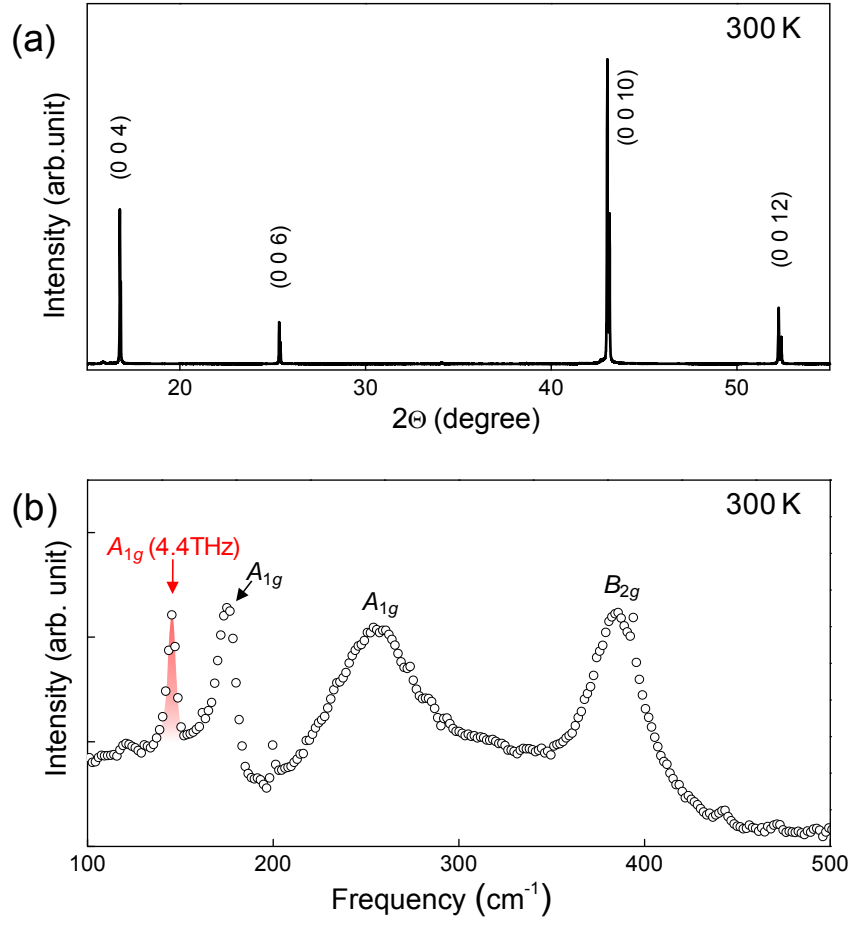 (a)
300 K
Intensity (arb.unit)
(0 0 4)
(0 0 6)
(0 0 10)
(0 0 12)
20
30
40
50
2Θ (degree)
(b)
300 K
Intensity (arb. unit)
A1g (4.4THz)
A1g
A1g
B2g
100
200
300
400
500
Frequency (cm-1)